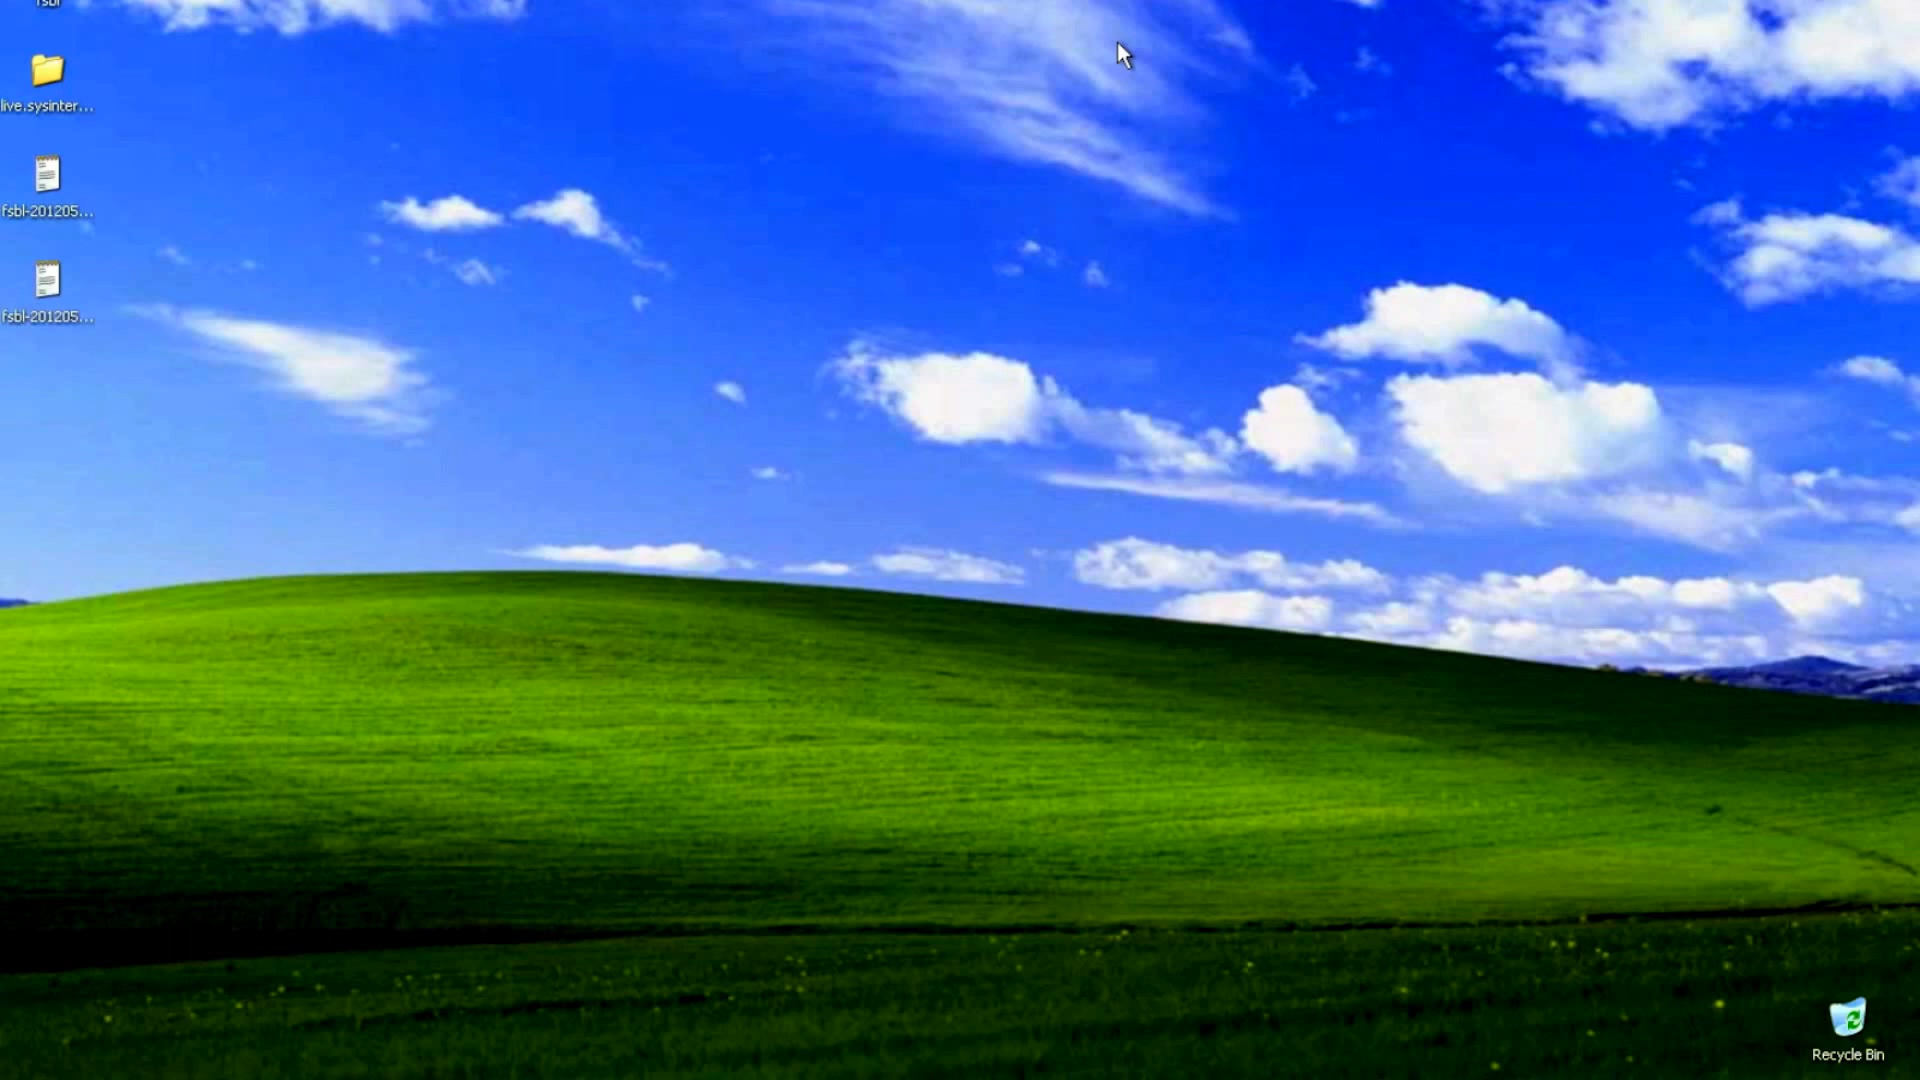 fsbl
live.sysinter...
fsbl-201205...
fsbl-201205...
Recycle Bin